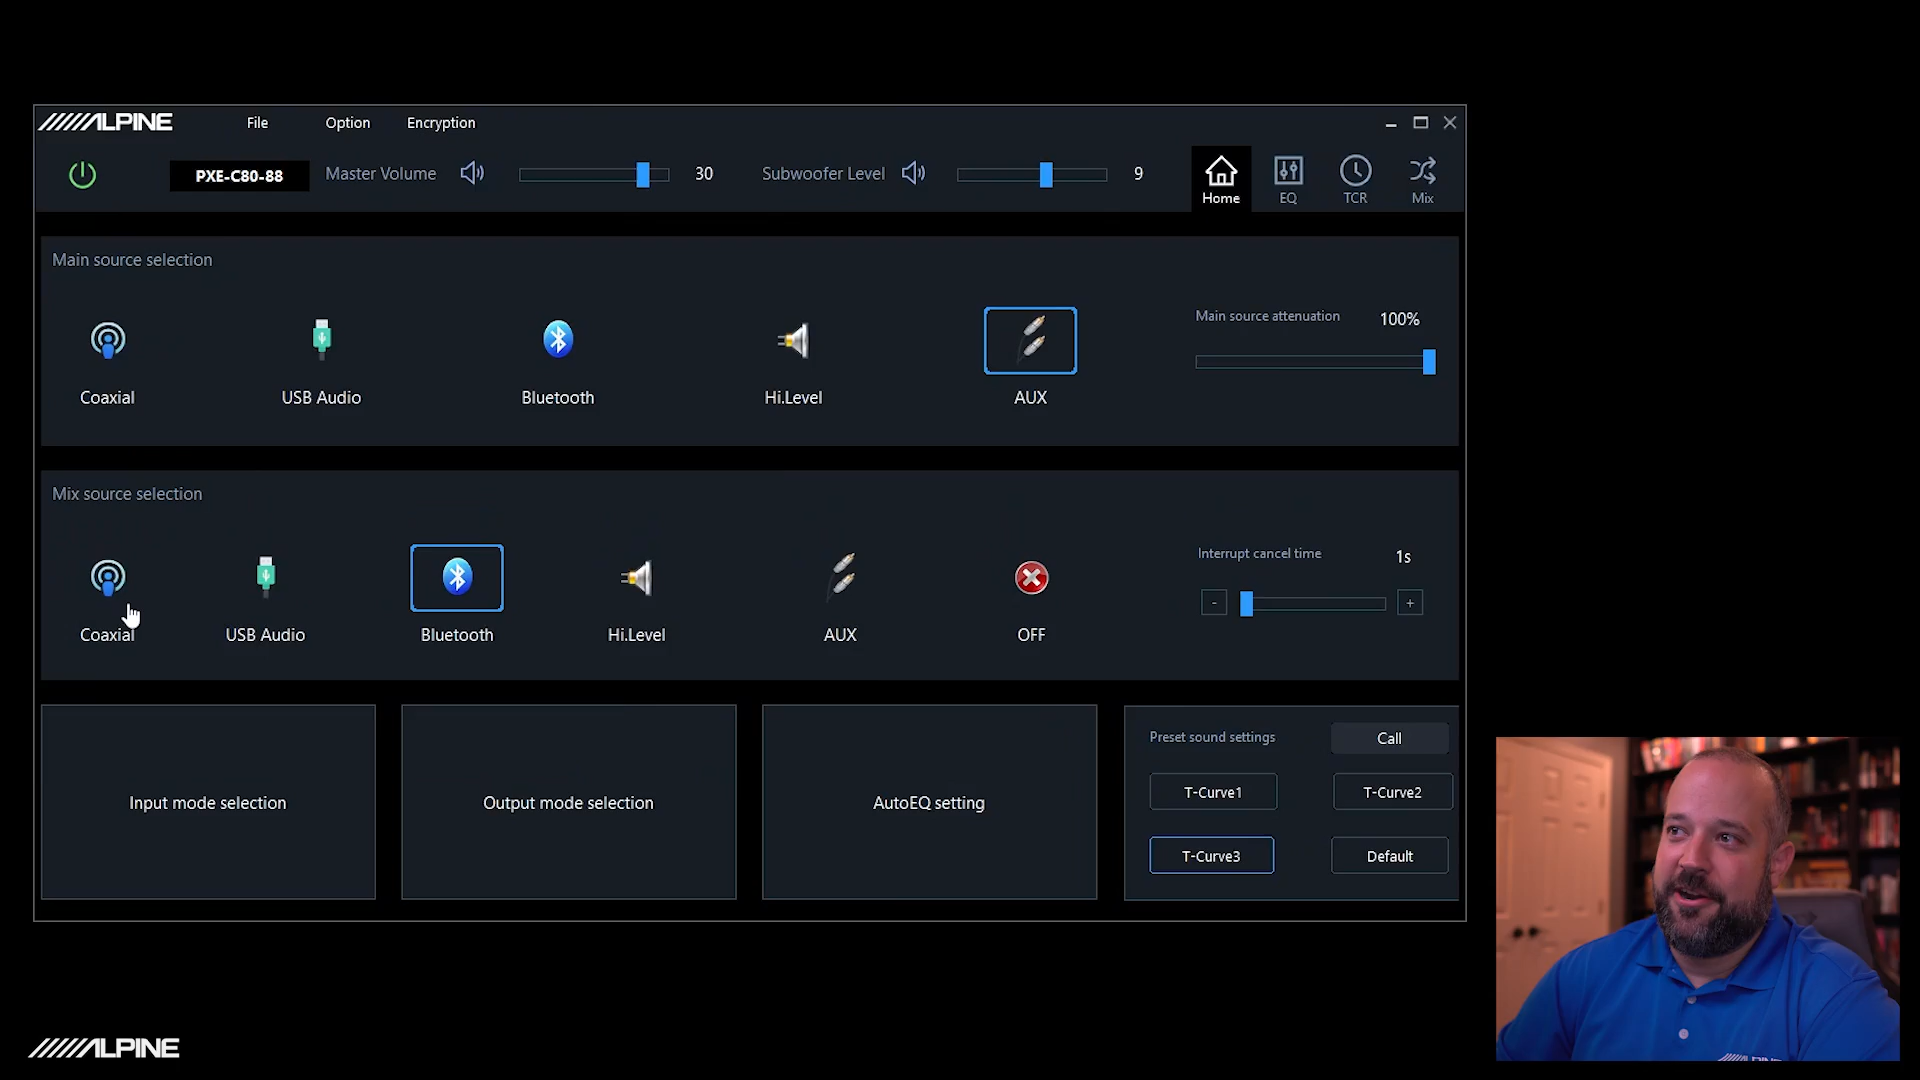 ALPINE
File Option Encryption
PXE-C80-88 Master Volume 30 Subwoofer Level 9
Home EQ TCR Mix
Main source selection
Main source attenuation 100%
Coaxial USB Audio Bluetooth Hi.Level AUX
Mix source selection
Interrupt cancel time 1s
- +
Coaxial USB Audio Bluetooth Hi.Level AUX OFF
Input mode selection
Output mode selection
AutoEQ setting
Preset sound settings Call
T-Curve1 T-Curve2
T-Curve3 Default
ALPINE
ALPINE